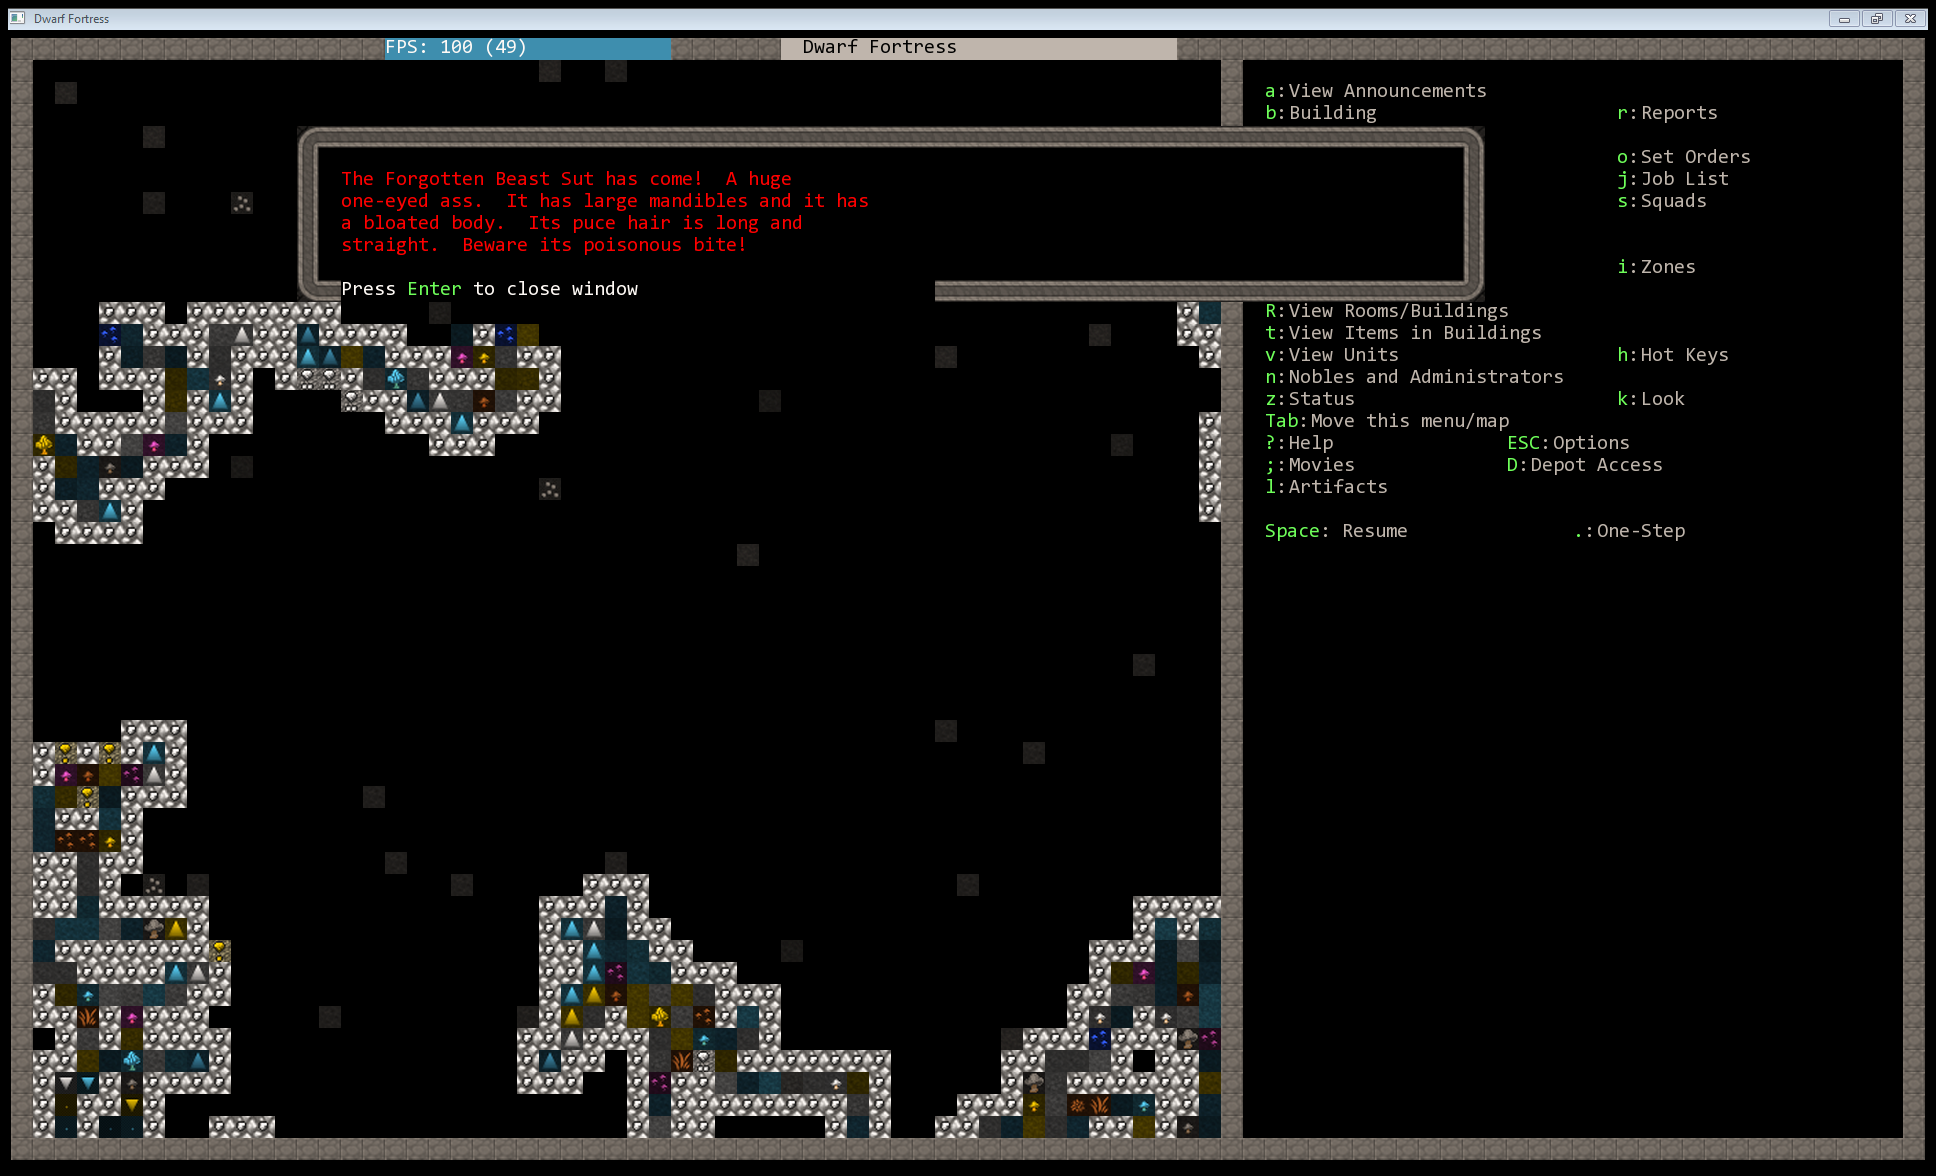 Dwarf Fortress
FPS: 100 (49)
Dwarf Fortress
The Forgotten Beast Sut has come!  A huge
one-eyed ass.  It has large mandibles and it has
a bloated body.  Its puce hair is long and
straight.  Beware its poisonous bite!
Press Enter to close window
a:View Announcements
b:Building r:Reports
o:Set Orders
j:Job List
s:Squads
i:Zones
R:View Rooms/Buildings
t:View Items in Buildings
v:View Units h:Hot Keys
n:Nobles and Administrators
z:Status k:Look
Tab:Move this menu/map
?:Help ESC:Options
;:Movies D:Depot Access
l:Artifacts
Space: Resume .:One-Step